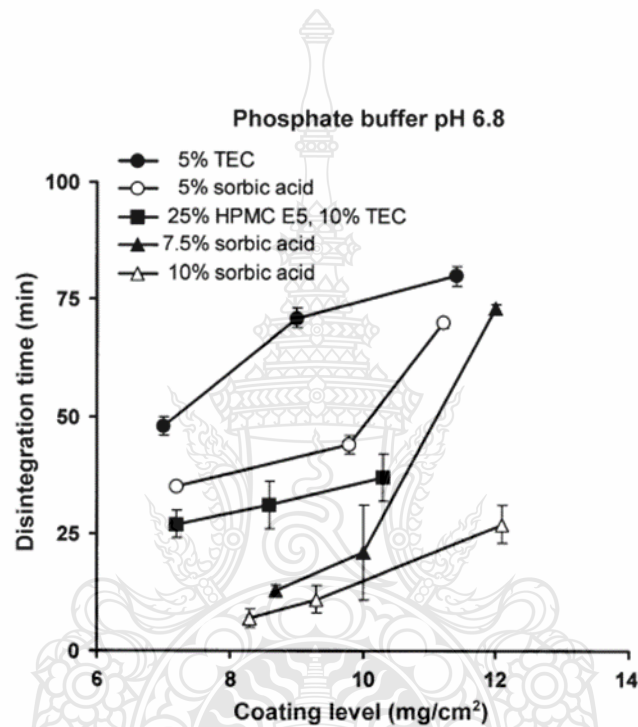 Phosphate buffer pH 6.8
5% TEC
5% sorbic acid
25% HPMC E5, 10% TEC
7.5% sorbic acid
10% sorbic acid
Disintegration time (min)
100
75
50
25
0
6 8 10 12 14
Coating level (mg/cm²)